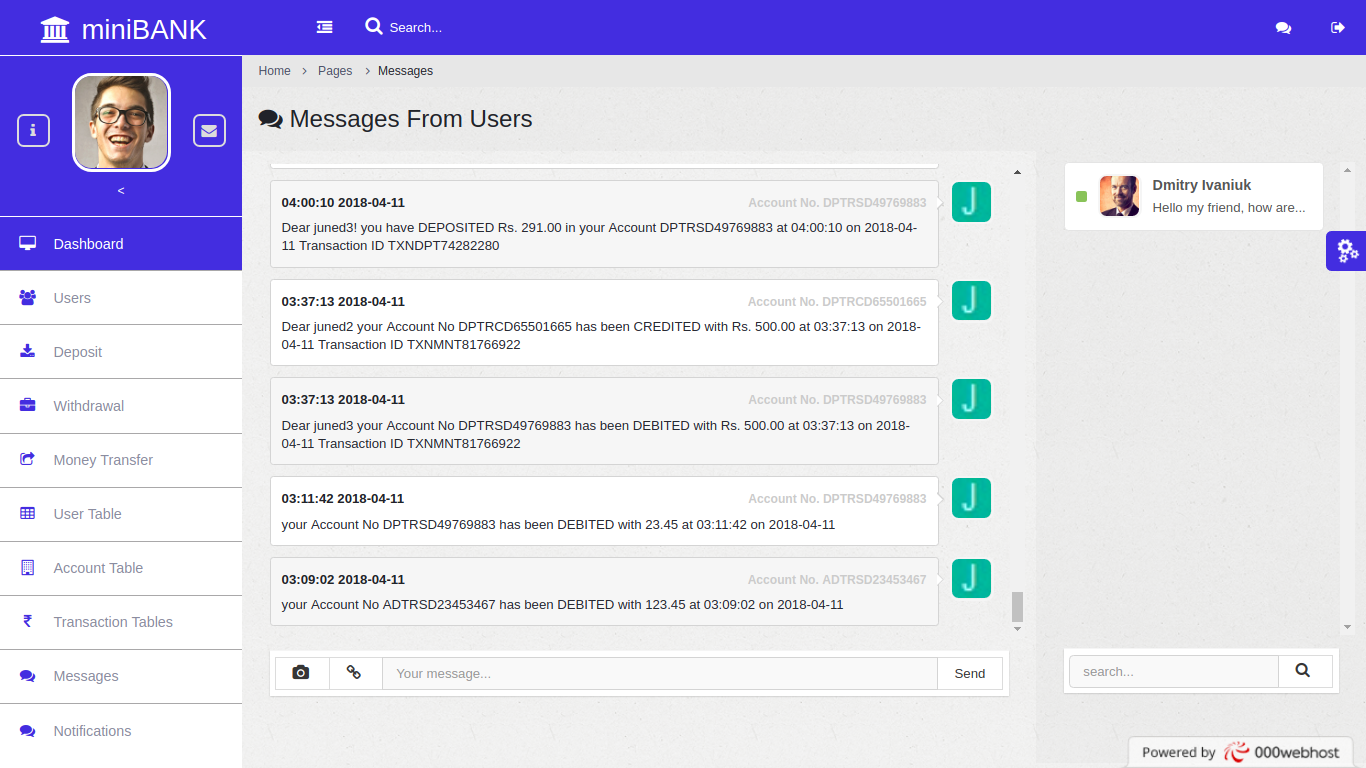 miniBANK
Search...
<
Dashboard
Users
Deposit
Withdrawal
Money Transfer
User Table
Account Table
Transaction Tables
Messages
Notifications
Home > Pages > Messages
Messages From Users
04:00:10 2018-04-11 Account No. DPTRSD49769883
Dear juned3! you have DEPOSITED Rs. 291.00 in your Account DPTRSD49769883 at 04:00:10 on 2018-04-
11 Transaction ID TXNDPT74282280
J
03:37:13 2018-04-11 Account No. DPTRCD65501665
Dear juned2 your Account No DPTRCD65501665 has been CREDITED with Rs. 500.00 at 03:37:13 on 2018-
04-11 Transaction ID TXNMNT81766922
J
03:37:13 2018-04-11 Account No. DPTRSD49769883
Dear juned3 your Account No DPTRSD49769883 has been DEBITED with Rs. 500.00 at 03:37:13 on 2018-
04-11 Transaction ID TXNMNT81766922
J
03:11:42 2018-04-11 Account No. DPTRSD49769883
your Account No DPTRSD49769883 has been DEBITED with 23.45 at 03:11:42 on 2018-04-11
J
03:09:02 2018-04-11 Account No. ADTRSD23453467
your Account No ADTRSD23453467 has been DEBITED with 123.45 at 03:09:02 on 2018-04-11
J
Your message... Send
Dmitry Ivaniuk
Hello my friend, how are...
search...
Powered by 000webhost